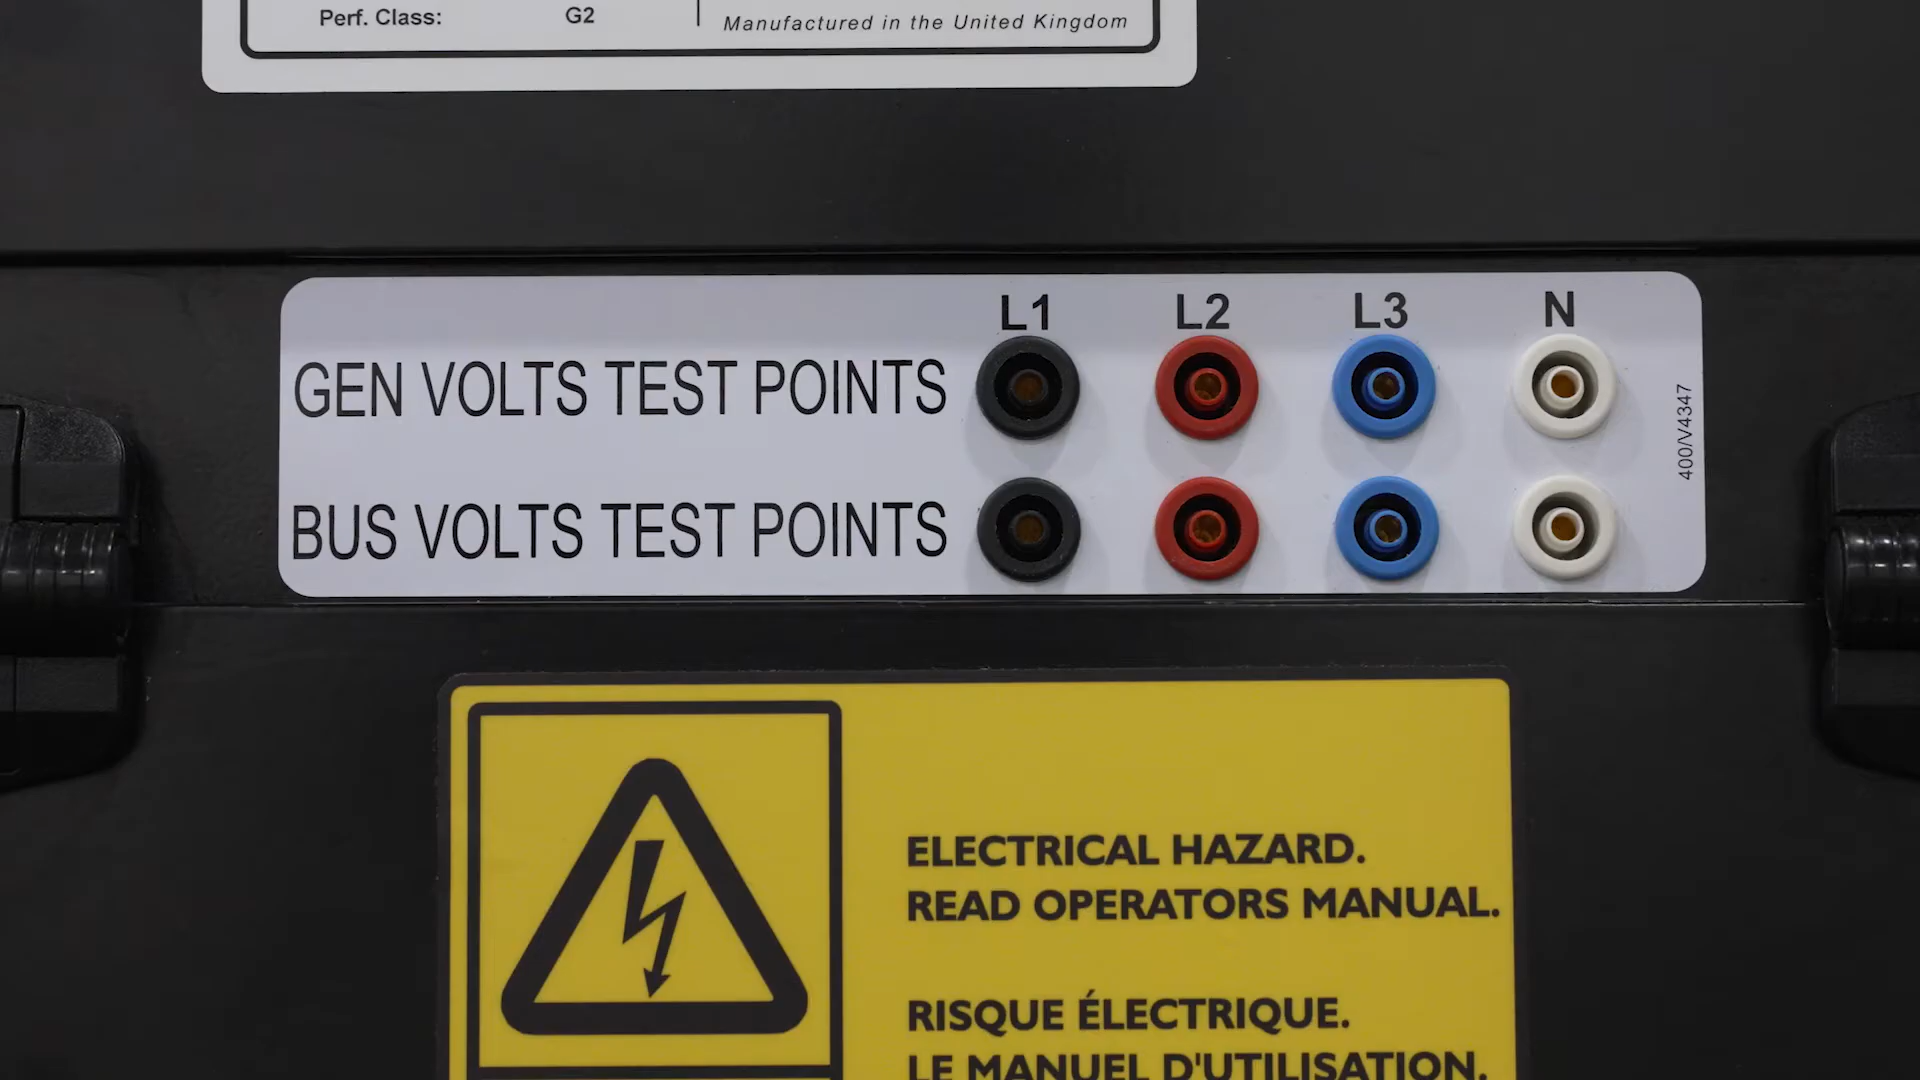 Perf. Class: G2
Manufactured in the United Kingdom
L1 L2 L3 N
GEN VOLTS TEST POINTS
BUS VOLTS TEST POINTS
400/V4347
ELECTRICAL HAZARD.
READ OPERATORS MANUAL.
RISQUE ÉLECTRIQUE.
LE MANUEL D'UTILISATION.